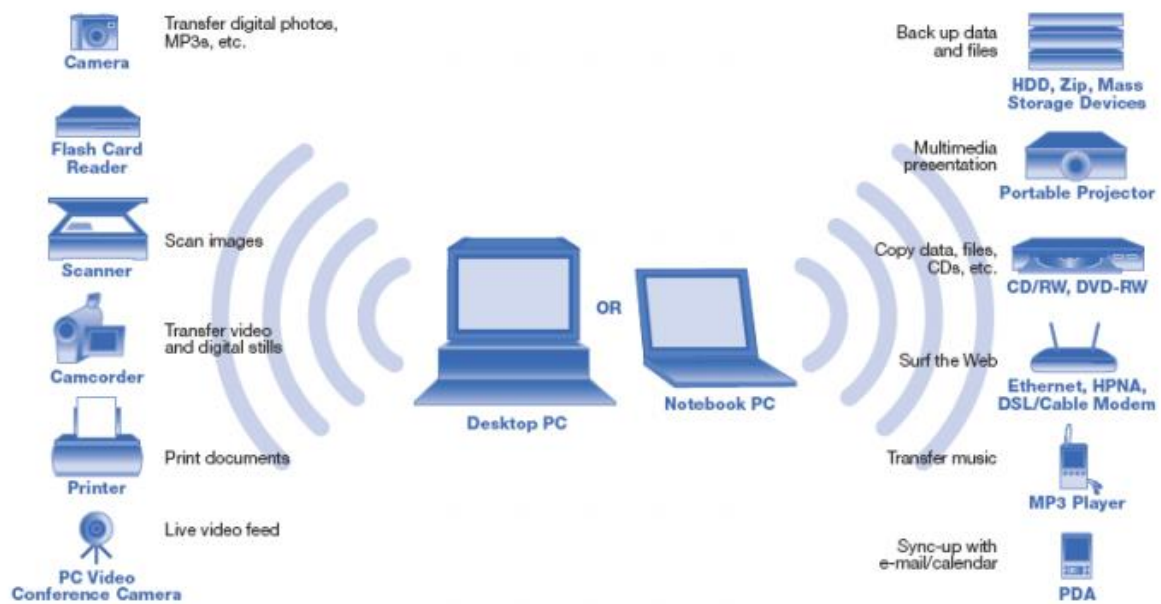 Transfer digital photos,
MP3s, etc.
Camera
Flash Card
Reader
Scan images
Scanner
Transfer video
and digital stills
Camcorder
Print documents
Printer
Live video feed
PC Video
Conference Camera
Desktop PC
OR
Notebook PC
Back up data
and files
HDD, Zip, Mass
Storage Devices
Multimedia
presentation
Portable Projector
Copy data, files,
CDs, etc.
CD/RW, DVD-RW
Surf the Web
Ethernet, HPNA,
DSL/Cable Modem
Transfer music
MP3 Player
Sync-up with
e-mail/calendar
PDA